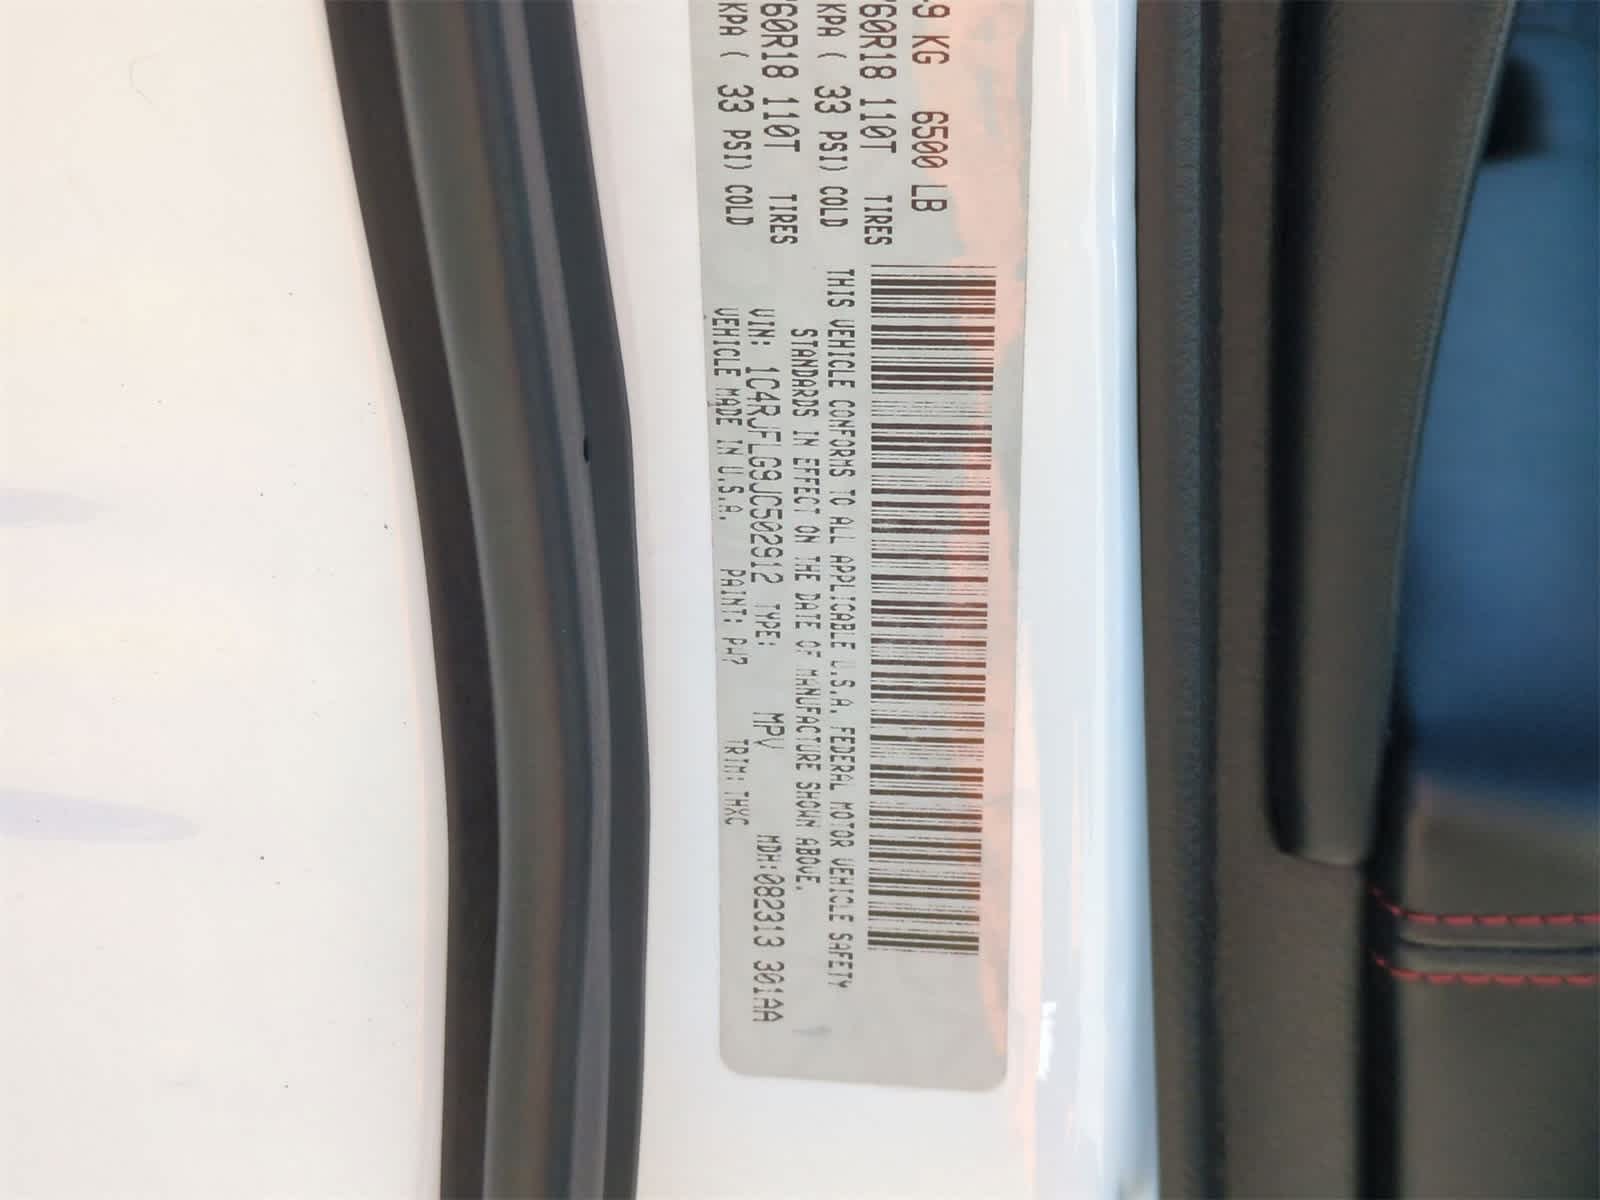 .9 KG 6500 LB
60R18 110T TIRES
KPA ( 33 PSI) COLD
60R18 110T TIRES
KPA ( 33 PSI) COLD
THIS VEHICLE CONFORMS TO ALL APPLICABLE U.S.A. FEDERAL MOTOR VEHICLE SAFETY
STANDARDS IN EFFECT ON THE DATE OF MANUFACTURE SHOWN ABOVE.
VIN: 1C4RJFLG9JC502912 TYPE: MPV MDH:082313 301AA
VEHICLE MADE IN U.S.A. PAINT: PH7 TRIM: THXC